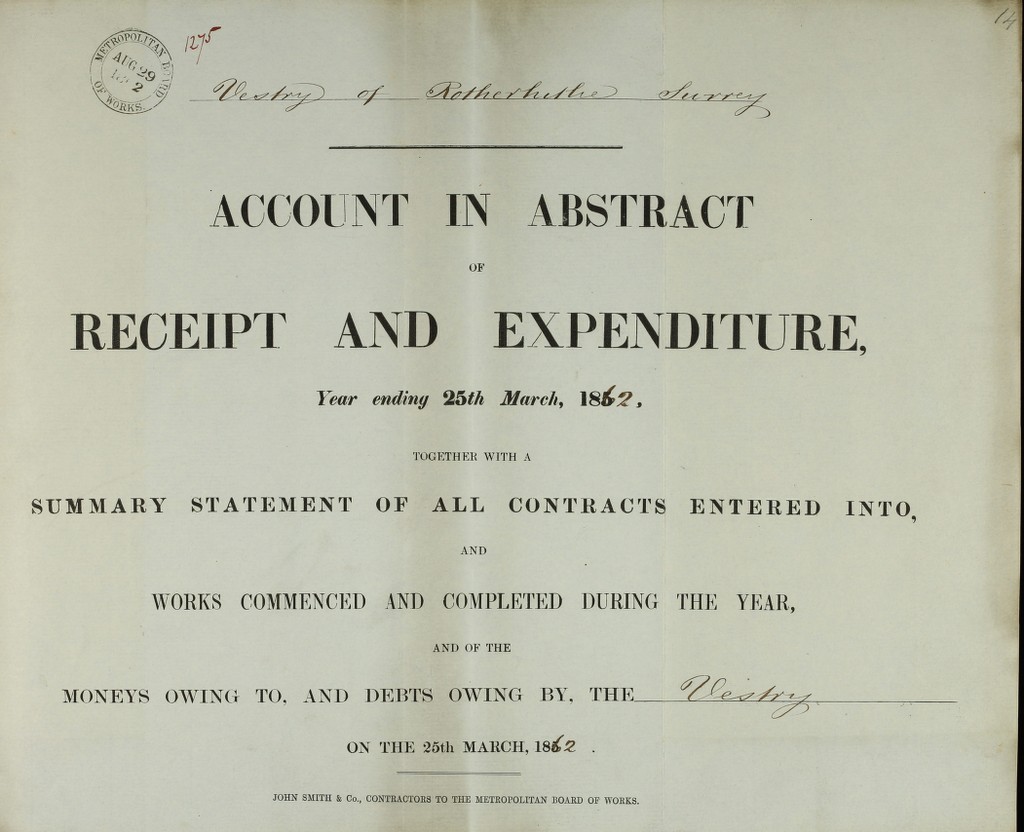 14
METROPOLITAN BOARD OF WORKS.
AUG 29
2
1275
Vestry of Rotherhithe Surrey
ACCOUNT IN ABSTRACT
OF
RECEIPT AND EXPENDITURE,
Year ending 25th March, 1862,
TOGETHER WITH A
SUMMARY STATEMENT OF ALL CONTRACTS ENTERED INTO,
AND
WORKS COMMENCED AND COMPLETED DURING THE YEAR,
AND OF THE
MONEYS OWING TO, AND DEBTS OWING BY, THE Vestry
ON THE 25th MARCH, 1862 .
JOHN SMITH & Co., CONTRACTORS TO THE METROPOLITAN BOARD OF WORKS.